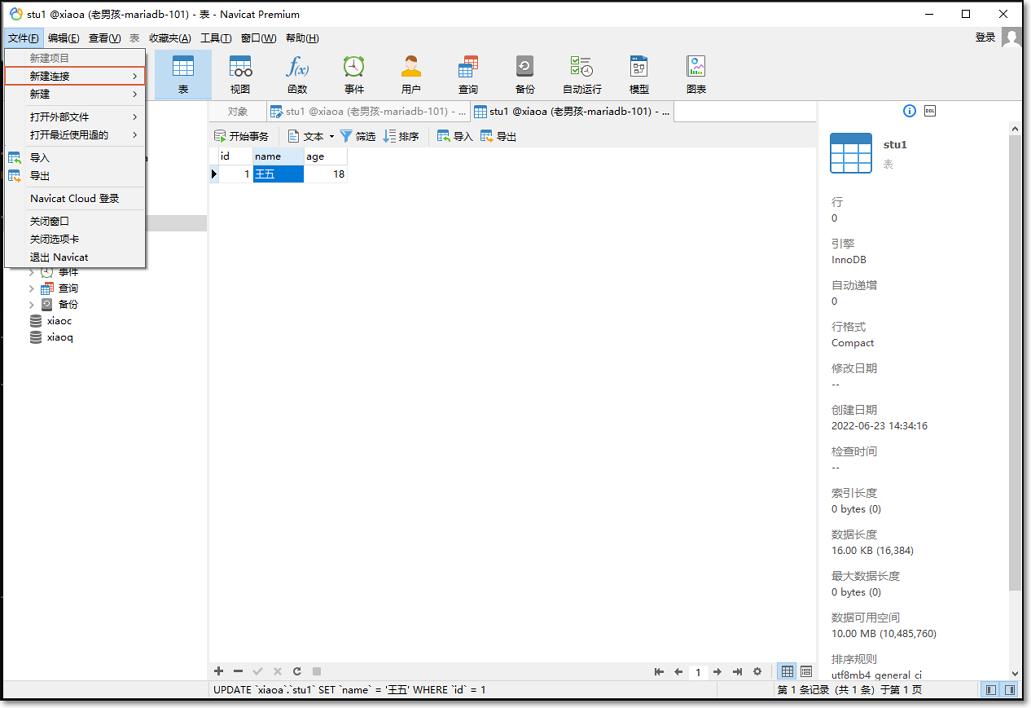 stu1 @xiaoa (老男孩-mariadb-101) - 表 - Navicat Premium
文件(F) 编辑(E) 查看(V) 表 收藏夹(A) 工具(T) 窗口(W) 帮助(H) 登录
新建项目
新建连接
新建
打开外部文件
打开最近使用過的
导入
导出
Navicat Cloud 登录
关闭窗口
关闭选项卡
退出 Navicat
表 视图 函数 事件 用户 查询 备份 自动运行 模型 图表
对象 stu1 @xiaoa (老男孩-mariadb-101) - ... stu1 @xiaoa (老男孩-mariadb-101) - ...
开始事务 文本 筛选 排序 导入 导出
id name age
1 王五 18
事件
查询
备份
xiaoc
xiaoq
DDL
stu1
表
行
0
引擎
InnoDB
自动递增
0
行格式
Compact
修改日期
--
创建日期
2022-06-23 14:34:16
检查时间
--
索引长度
0 bytes (0)
数据长度
16.00 KB (16,384)
最大数据长度
0 bytes (0)
数据可用空间
10.00 MB (10,485,760)
排序规则
utf8mb4_general_ci
1
UPDATE `xiaoa`.`stu1` SET `name` = '王五' WHERE `id` = 1
第 1 条记录 (共 1 条) 于第 1 页